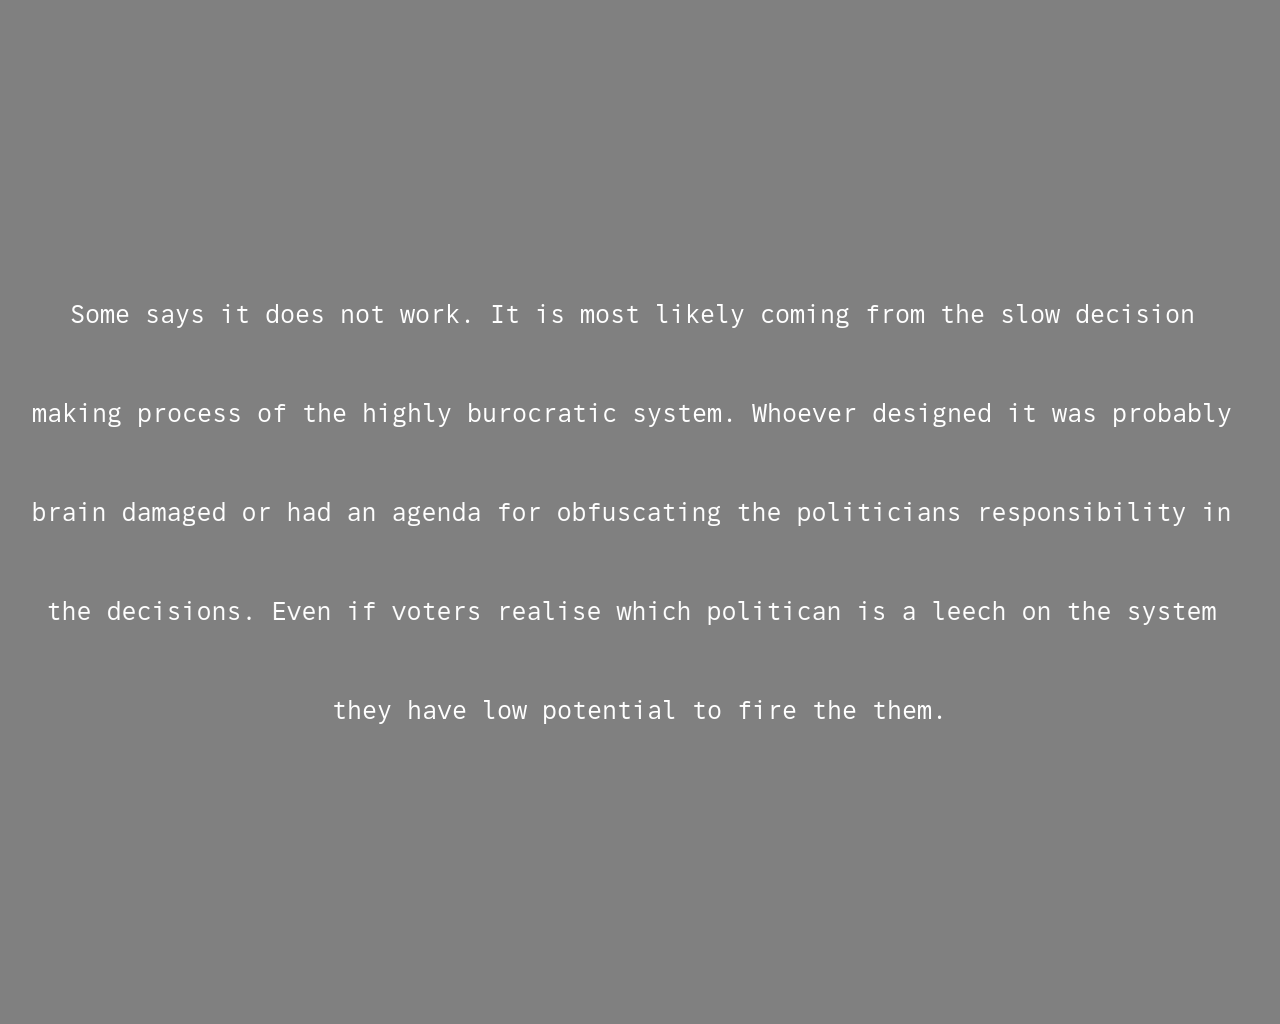 Some says it does not work. It is most likely coming from the slow decision
making process of the highly burocratic system. Whoever designed it was probably
brain damaged or had an agenda for obfuscating the politicians responsibility in
the decisions. Even if voters realise which politican is a leech on the system
they have low potential to fire the them.